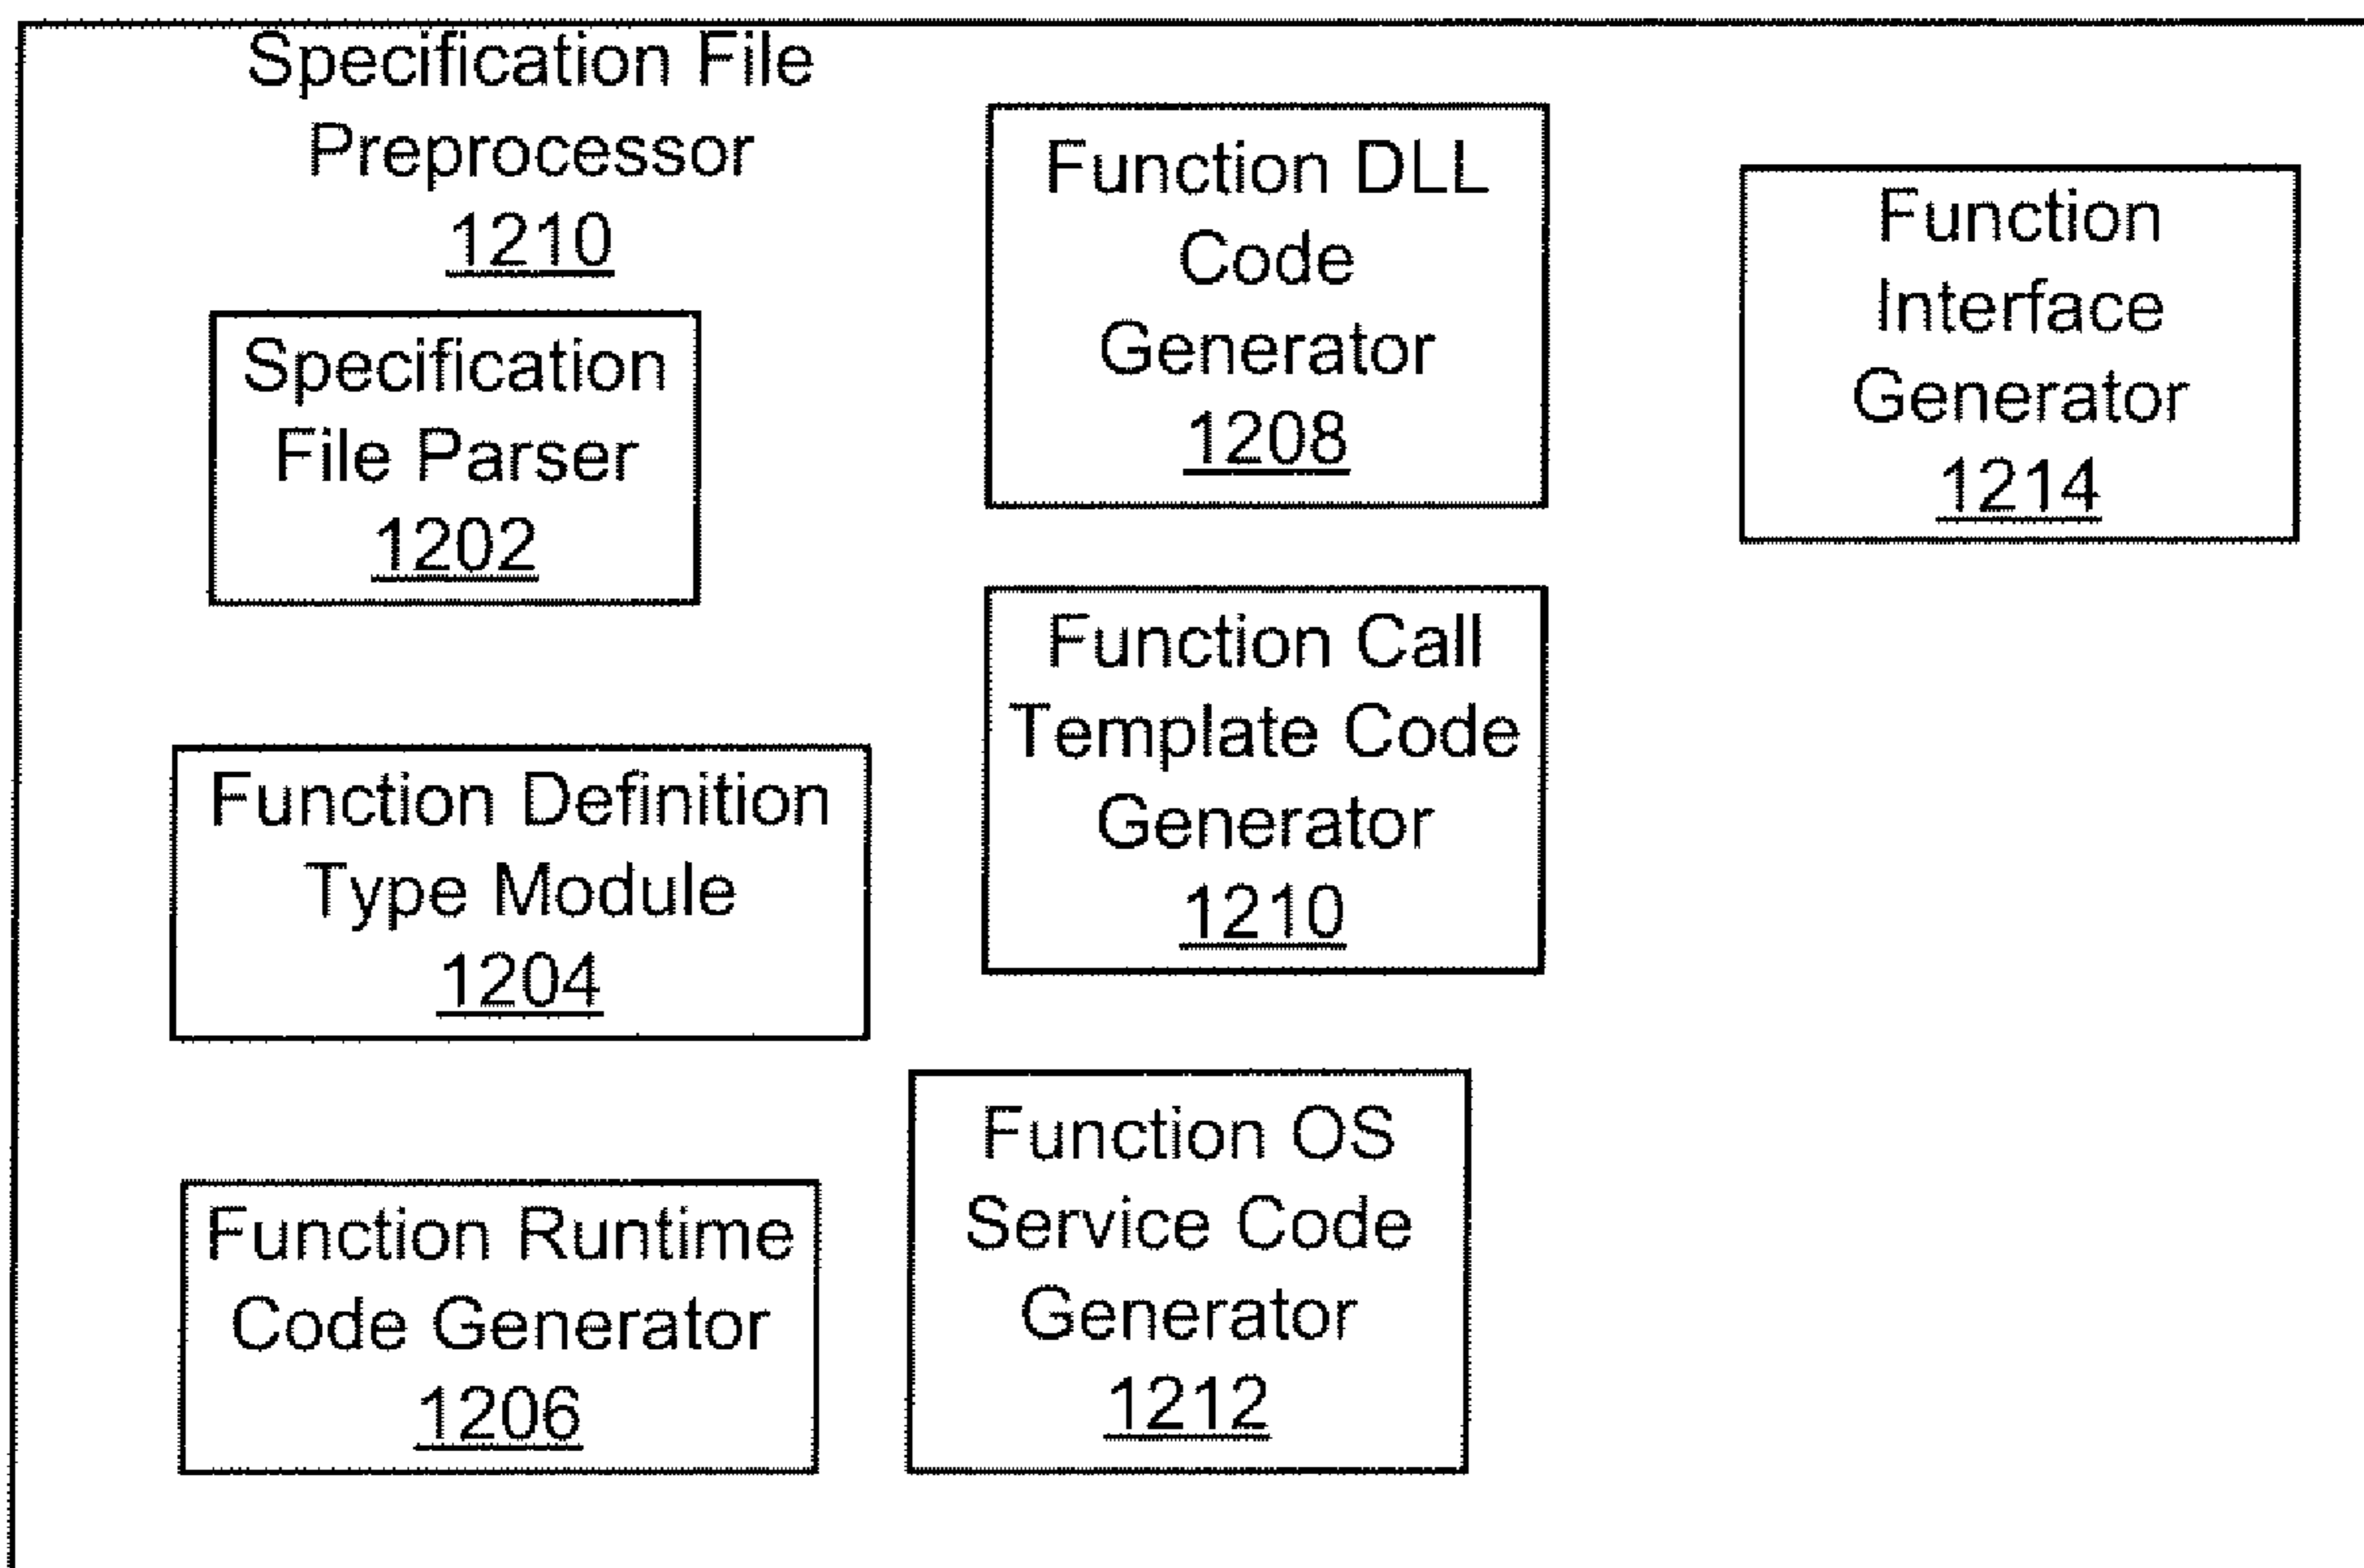 Specification File
Preprocessor
1210
Specification
File Parser
1202
Function Definition
Type Module
1204
Function Runtime
Code Generator
1206
Function DLL
Code
Generator
1208
Function Call
Template Code
Generator
1210
Function OS
Service Code
Generator
1212
Function
Interface
Generator
1214